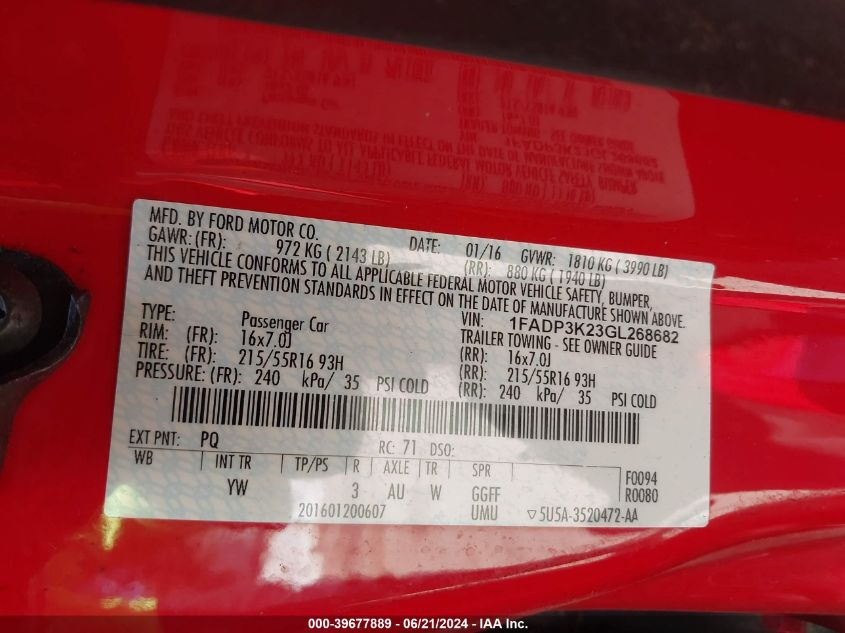 MFD. BY FORD MOTOR CO. DATE: 01/16 GVWR: 1810 KG ( 3990 LB)
GAWR: (FR): 972 KG ( 2143 LB) (RR): 880 KG ( 1940 LB)
THIS VEHICLE CONFORMS TO ALL APPLICABLE FEDERAL MOTOR VEHICLE SAFETY, BUMPER,
AND THEFT PREVENTION STANDARDS IN EFFECT ON THE DATE OF MANUFACTURE SHOWN ABOVE.
VIN: 1FADP3K23GL268682
TYPE: Passenger Car TRAILER TOWING - SEE OWNER GUIDE
RIM: (FR): 16x7.0J (RR): 16x7.0J
TIRE: (FR): 215/55R16 93H (RR): 215/55R16 93H
PRESSURE: (FR): 240 kPa/ 35 PSI COLD (RR): 240 kPa/ 35 PSI COLD
EXT PNT: PQ RC: 71 DSO:
WB INT TR TP/PS R AXLE TR SPR F0094
YW 3 AU W GGFF R0080
201601200607 UMU ▽5U5A-3520472-AA
000-39677889 - 06/21/2024 - IAA Inc.